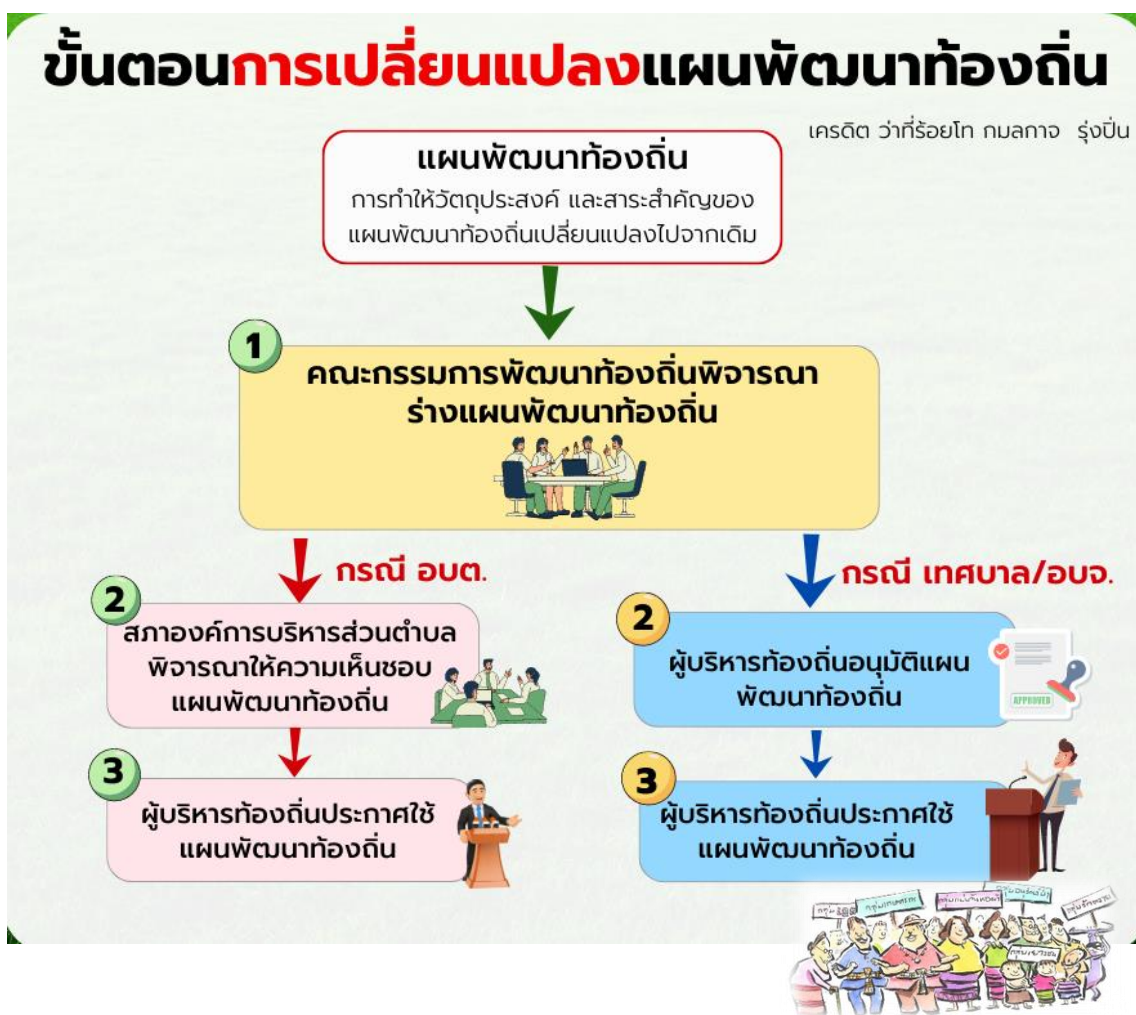 ขั้นตอนการเปลี่ยนแปลงแผนพัฒนาท้องถิ่น
เครดิต ว่าที่ร้อยโท กมลกาจ รุ่งปิ่น
แผนพัฒนาท้องถิ่น
การทำให้วัตถุประสงค์ และสาระสำคัญของ
แผนพัฒนาท้องถิ่นเปลี่ยนแปลงไปจากเดิม
1
คณะกรรมการพัฒนาท้องถิ่นพิจารณา
ร่างแผนพัฒนาท้องถิ่น
กรณี อบต.
2
สภาองค์การบริหารส่วนตำบล
พิจารณาให้ความเห็นชอบ
แผนพัฒนาท้องถิ่น
3
ผู้บริหารท้องถิ่นประกาศใช้
แผนพัฒนาท้องถิ่น
กรณี เทศบาล/อบจ.
2
ผู้บริหารท้องถิ่นอนุมัติแผน
พัฒนาท้องถิ่น
APPROVED
3
ผู้บริหารท้องถิ่นประกาศใช้
แผนพัฒนาท้องถิ่น